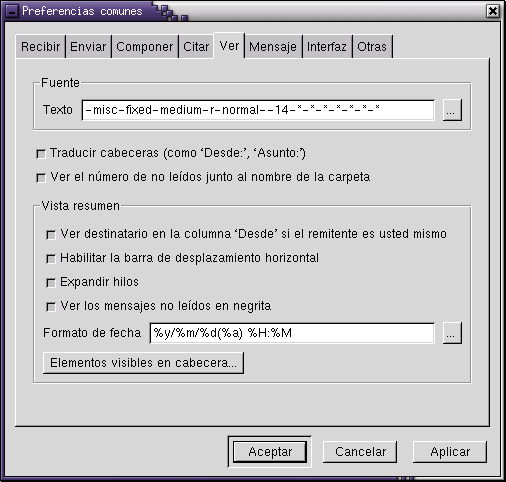 Preferencias comunes
Recibir Enviar Componer Citar Ver Mensaje Interfaz Otras
Fuente
Texto -misc-fixed-medium-r-normal--14-*-*-*-*-*-*-* ...
Traducir cabeceras (como ‘Desde:’, ‘Asunto:’)
Ver el número de no leídos junto al nombre de la carpeta
Vista resumen
Ver destinatario en la columna ‘Desde’ si el remitente es usted mismo
Habilitar la barra de desplazamiento horizontal
Expandir hilos
Ver los mensajes no leídos en negrita
Formato de fecha %y/%m/%d(%a) %H:%M ...
Elementos visibles en cabecera...
Aceptar Cancelar Aplicar